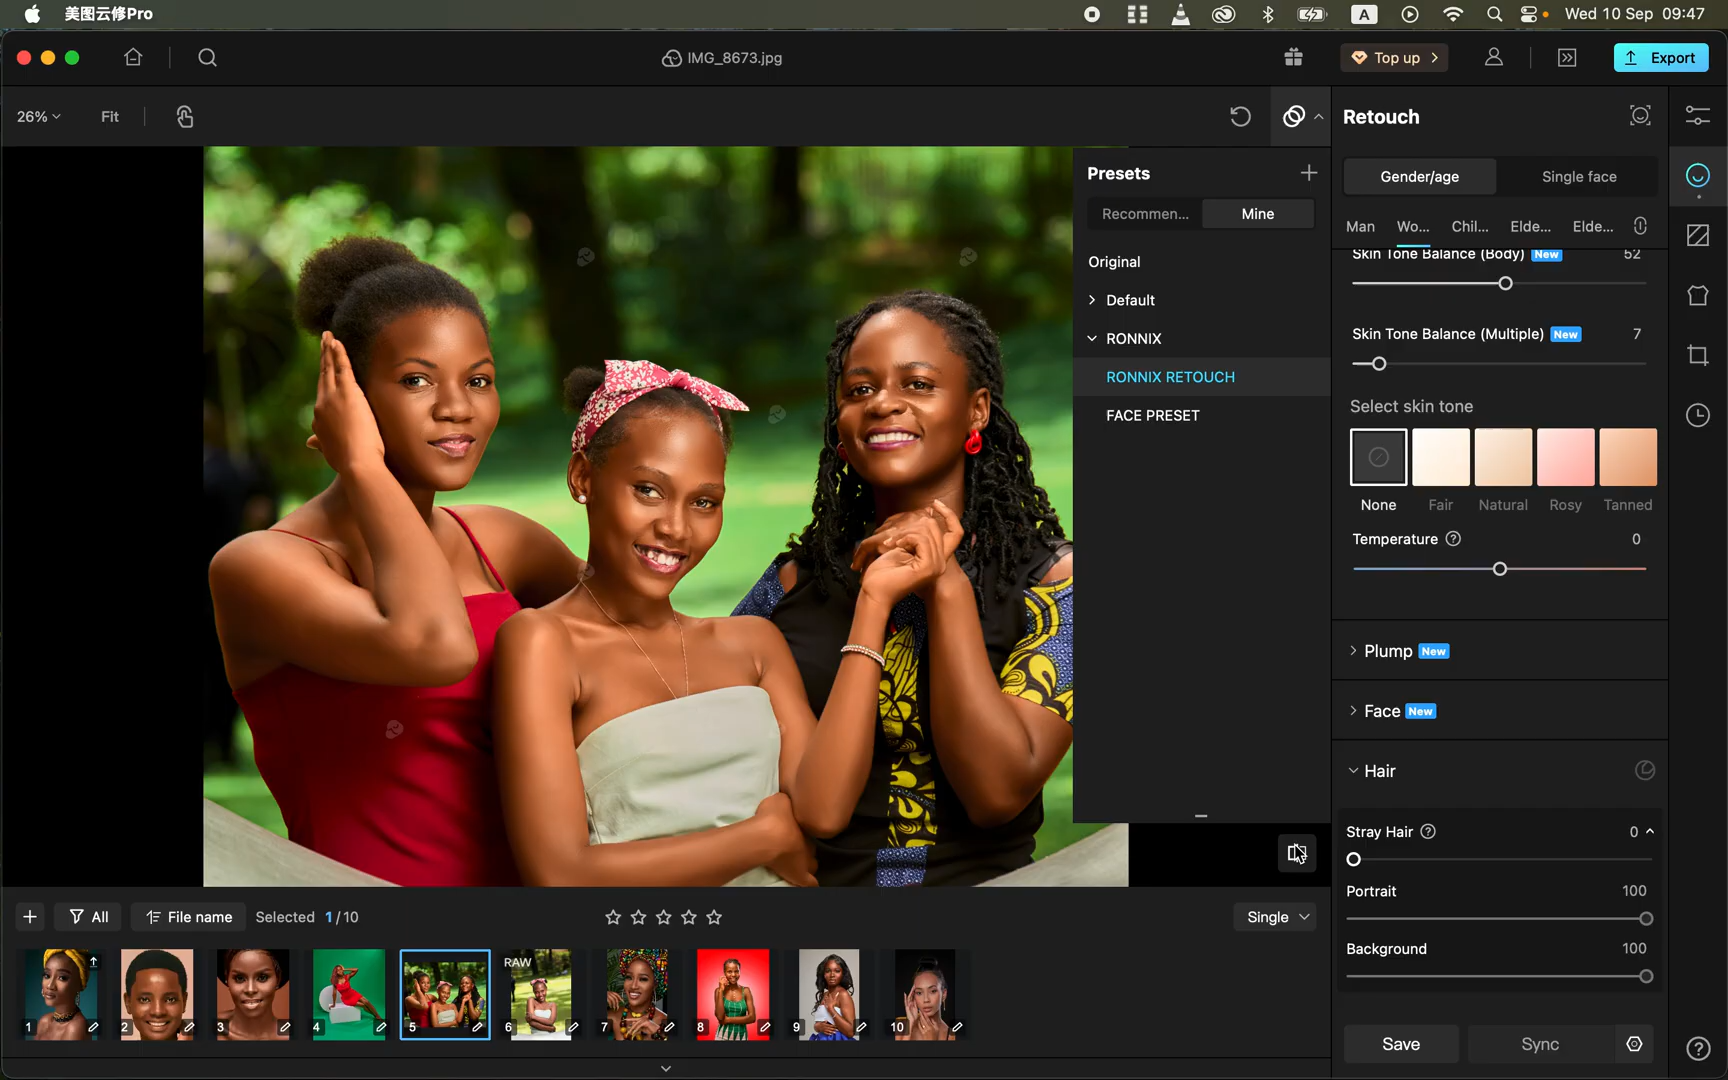 美图云修Pro
A
Wed 10 Sep 09:47
IMG_8673.jpg
Top up
Export
26%
Fit
Retouch
Presets
Gender/age
Single face
Recommen...
Mine
Man
Wo...
Chil...
Elde...
Elde...
Skin Tone Balance (Body) New 52
Original
Default
RONNIX
Skin Tone Balance (Multiple) New 7
RONNIX RETOUCH
FACE PRESET
Select skin tone
None
Fair
Natural
Rosy
Tanned
Temperature ? 0
Plump New
Face New
Hair
Stray Hair ? 0
Portrait 100
Background 100
All
File name
Selected 1/10
Single
RAW
1
2
3
4
5
6
7
8
9
10
Save
Sync
?